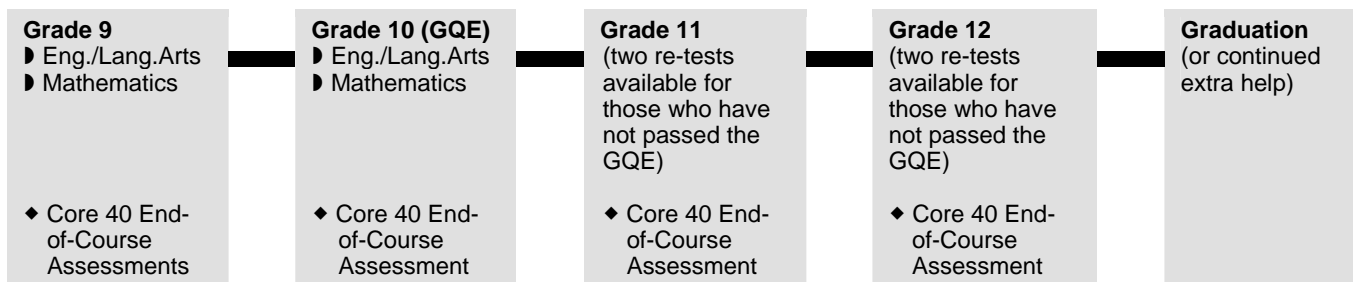 Grade 9
◗ Eng./Lang.Arts
◗ Mathematics
◆ Core 40 End-
of-Course
Assessments
Grade 10 (GQE)
◗ Eng./Lang.Arts
◗ Mathematics
◆ Core 40 End-
of-Course
Assessment
Grade 11
(two re-tests
available for
those who have
not passed the
GQE)
◆ Core 40 End-
of-Course
Assessment
Grade 12
(two re-tests
available for
those who have
not passed the
GQE)
◆ Core 40 End-
of-Course
Assessment
Graduation
(or continued
extra help)